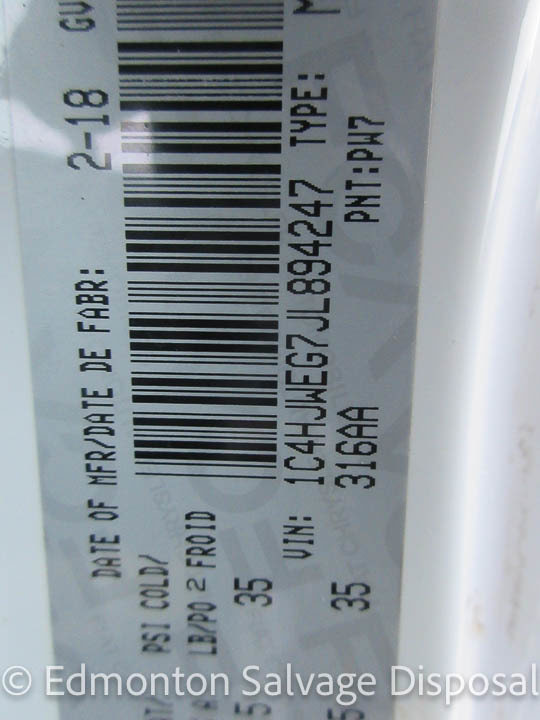 DATE OF MFR/DATE DE FABR: 2-18 GV
PSI COLD/
LB/PO 2 FROID
35
35
VIN: 1C4HJWEG7JL894247 TYPE: M
316AA PNT:PW7
© Edmonton Salvage Disposal